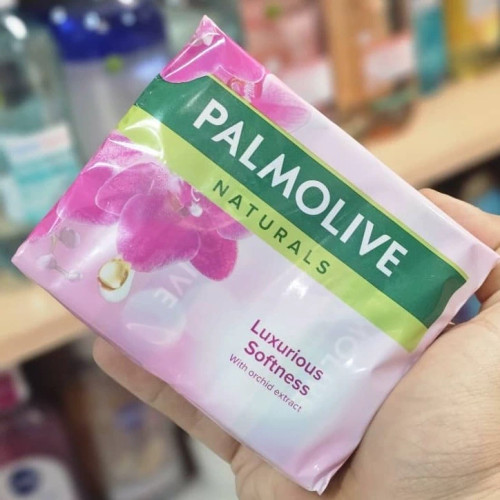 PALMOLIVE
NATURALS
Luxurious
Softness
With orchid extract